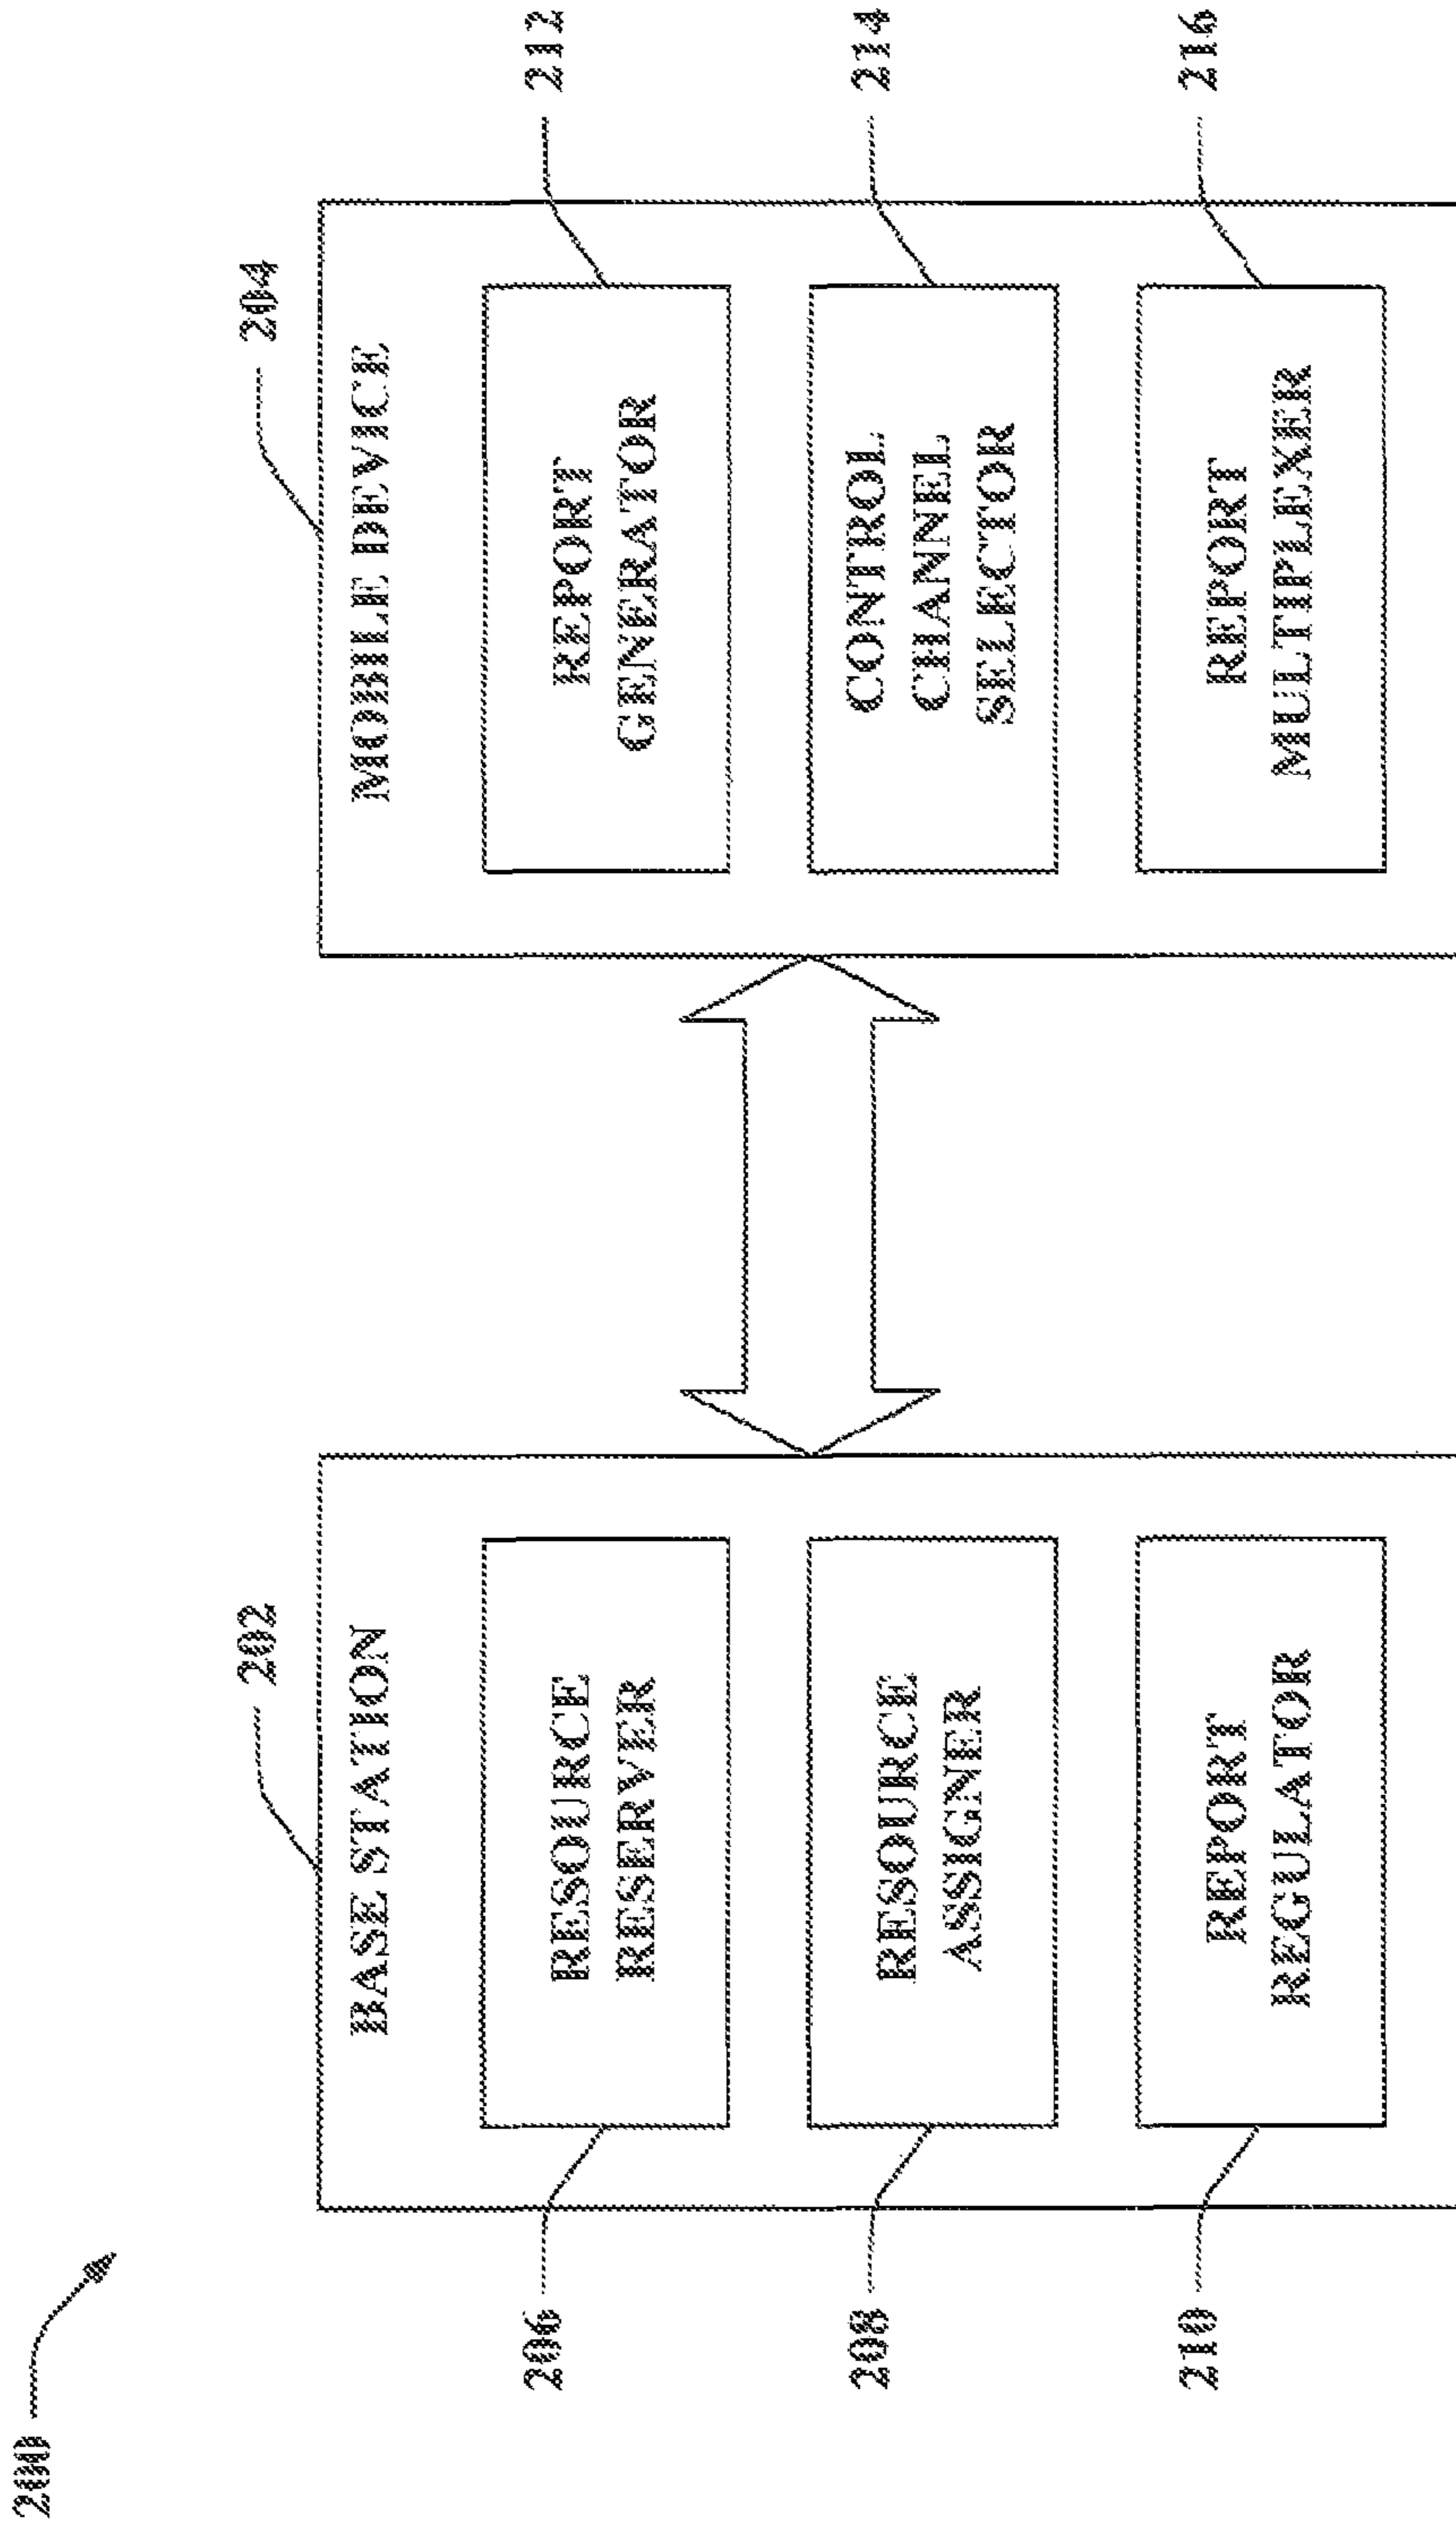 200
202
BASE STATION
206
RESOURCE
RESERVER
208
RESOURCE
ASSIGNER
210
REPORT
REGULATOR
204
MOBILE DEVICE
REPORT
GENERATOR
212
CONTROL
CHANNEL
SELECTOR
214
REPORT
MULTIPLEXER
216